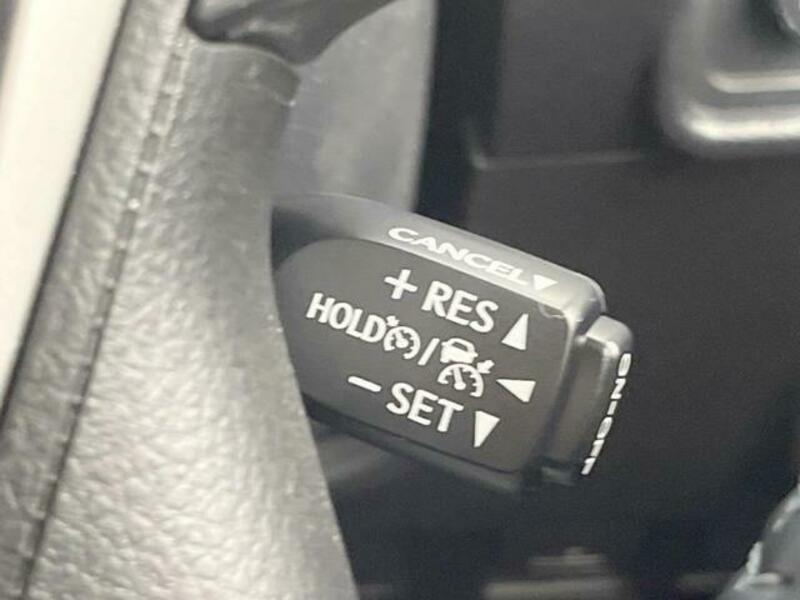 CANCEL▼
+ RES ▲
HOLD / ◀
– SET ▼
ON-OFF